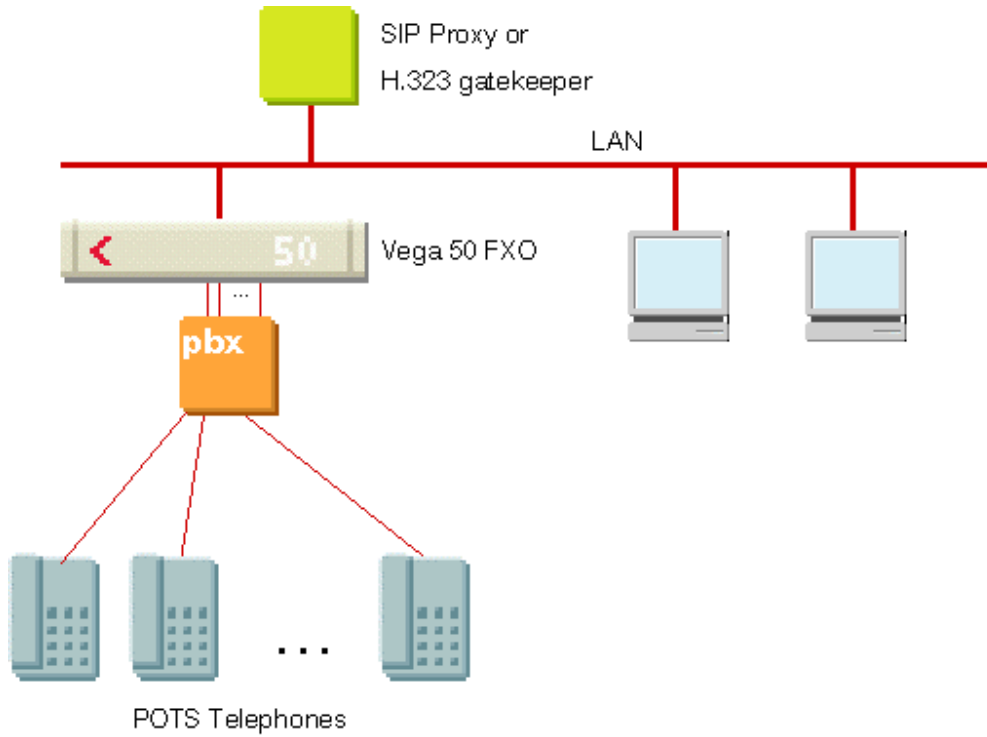 SIP Proxy or
H.323 gatekeeper
LAN
50
Vega 50 FXO
...
pbx
...
POTS Telephones